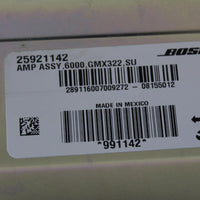 25921142
BOSE
AMP ASSY,6000,GMX322,SU
289116007009272 - 08155012
MADE IN MEXICO
*991142*